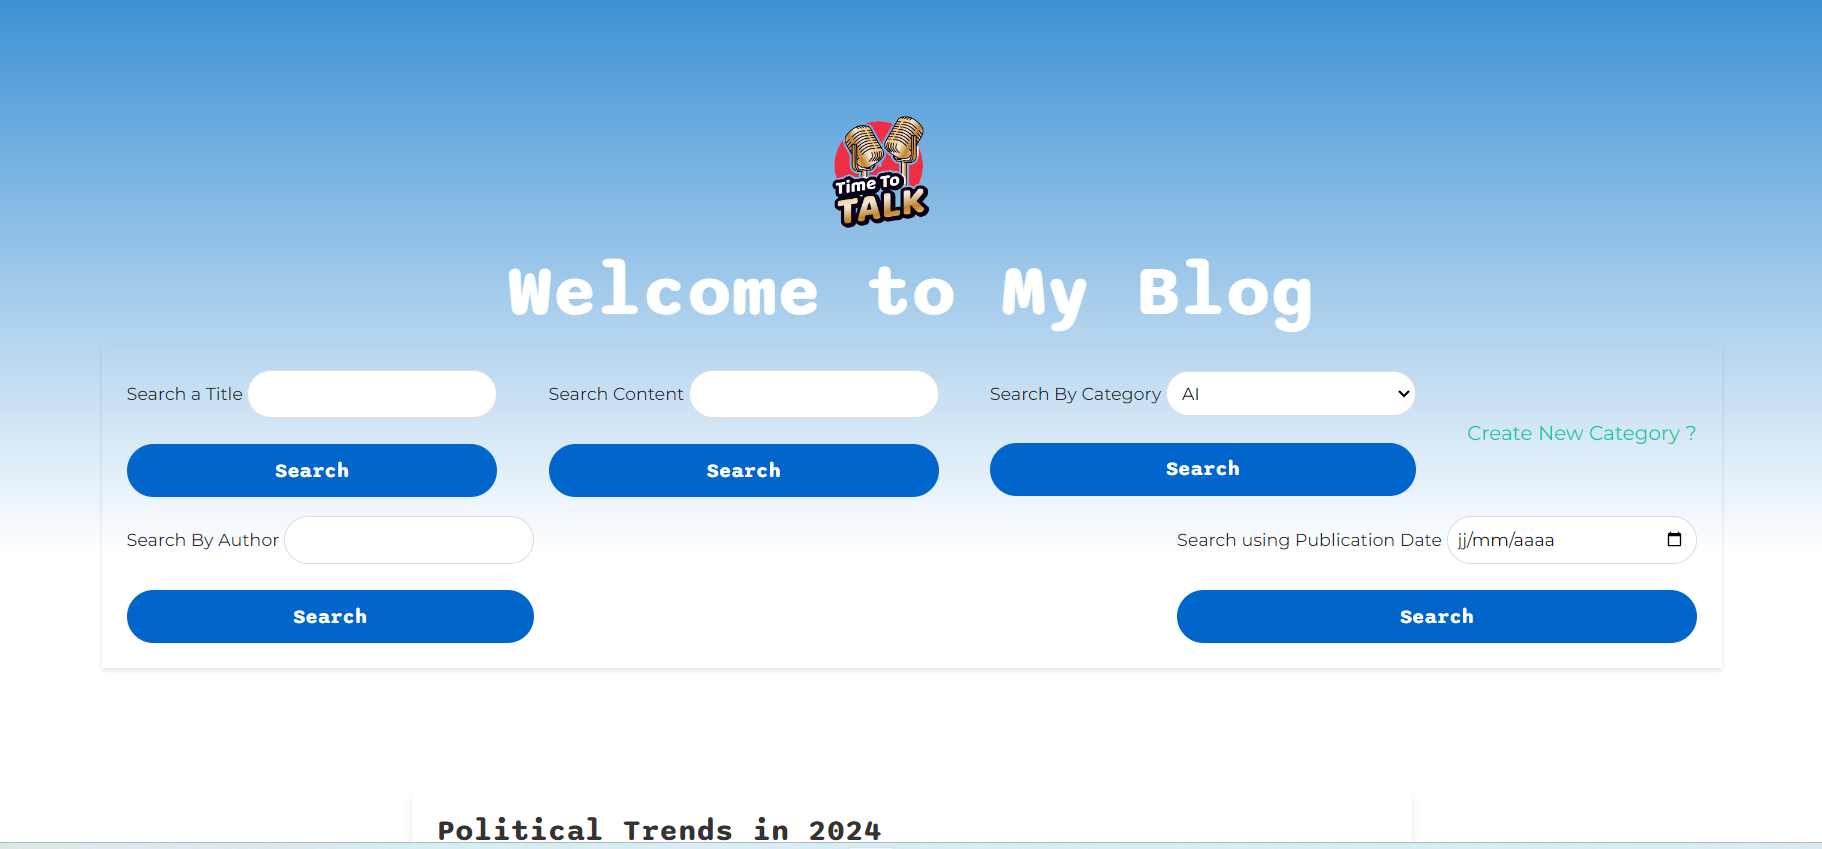 Time To
TALK
Welcome to My Blog
Search a Title
Search Content
Search By Category AI
Create New Category ?
Search
Search
Search
Search By Author
Search using Publication Date jj/mm/aaaa
Search
Search
Political Trends in 2024